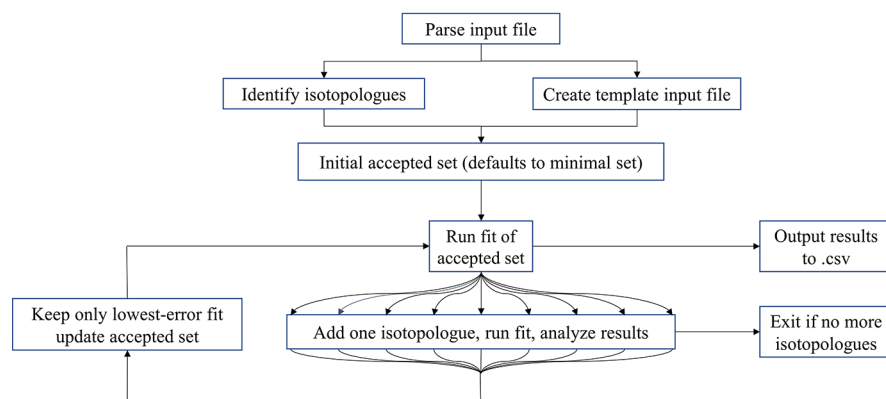 Parse input file
Identify isotopologues
Create template input file
Initial accepted set (defaults to minimal set)
Run fit of
accepted set
Output results
to .csv
Keep only lowest-error fit
update accepted set
Add one isotopologue, run fit, analyze results
Exit if no more
isotopologues